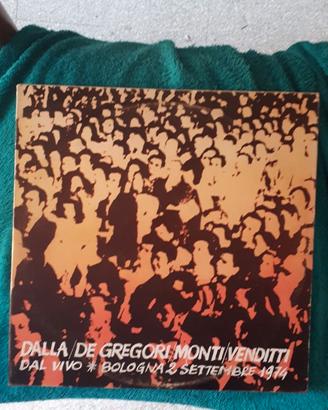 DALLA/DE GREGORI/MONTI/VENDITTI
DAL VIVO * BOLOGNA 2 SETTEMBRE 1974